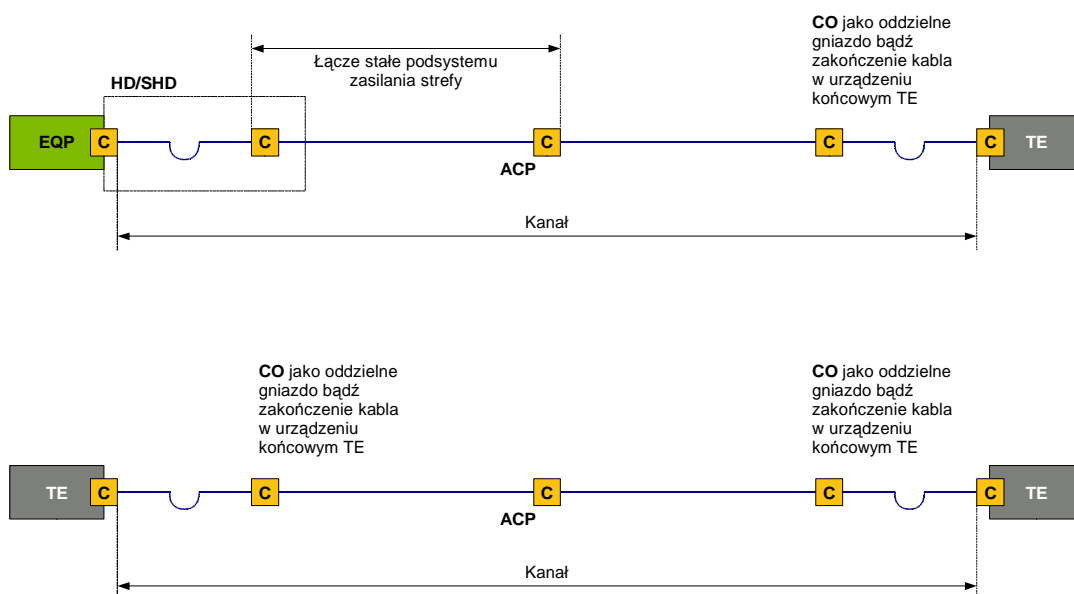 CO jako oddzielne
gniazdo bądź
zakończenie kabla
w urządzeniu
końcowym TE
Łącze stałe podsystemu
zasilania strefy
HD/SHD
EQP C C C C C TE
ACP
Kanał
CO jako oddzielne
gniazdo bądź
zakończenie kabla
w urządzeniu
końcowym TE
CO jako oddzielne
gniazdo bądź
zakończenie kabla
w urządzeniu
końcowym TE
TE C C C C C TE
ACP
Kanał